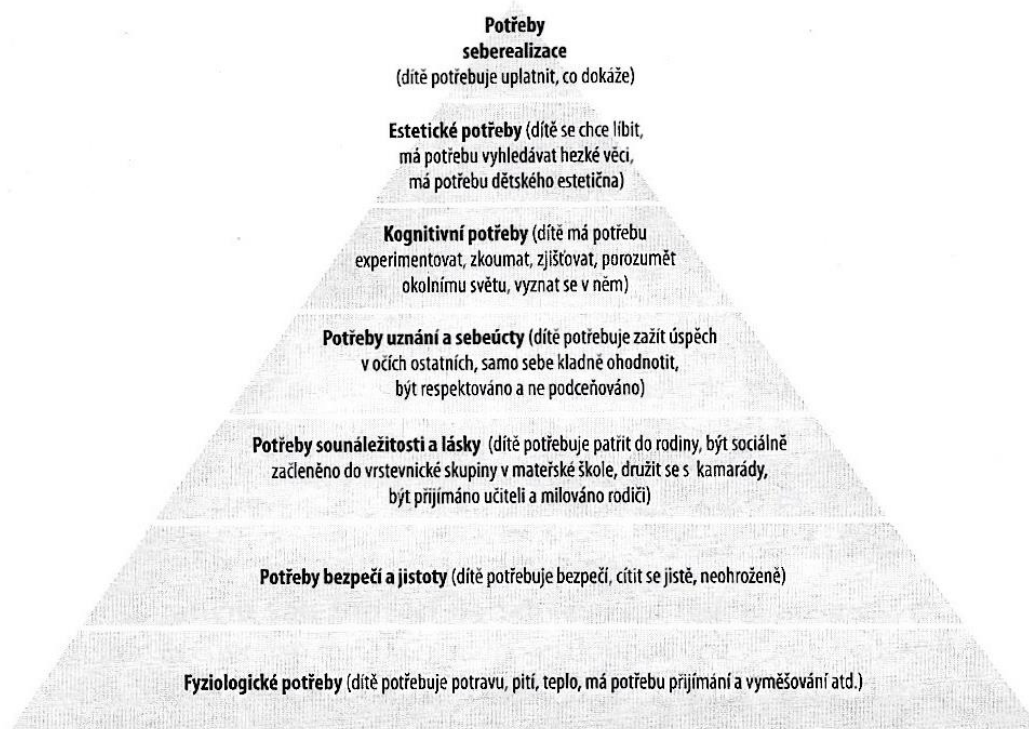 Potřeby
seberealizace
(dítě potřebuje uplatnit, co dokáže)
Estetické potřeby (dítě se chce líbit,
má potřebu vyhledávat hezké věci,
má potřebu dětského estetična)
Kognitivní potřeby (dítě má potřebu
experimentovat, zkoumat, zjišťovat, porozumět
okolnímu světu, vyznat se v něm)
Potřeby uznání a sebeúcty (dítě potřebuje zažít úspěch
v očích ostatních, samo sebe kladně ohodnotit,
být respektováno a ne podceňováno)
Potřeby sounáležitosti a lásky (dítě potřebuje patřit do rodiny, být sociálně
začleněno do vrstevnické skupiny v mateřské škole, družit se s kamarády,
být přijímáno učiteli a milováno rodiči)
Potřeby bezpečí a jistoty (dítě potřebuje bezpečí, cítit se jistě, neohroženě)
Fyziologické potřeby (dítě potřebuje potravu, pití, teplo, má potřebu přijímání a vyměšování atd.)